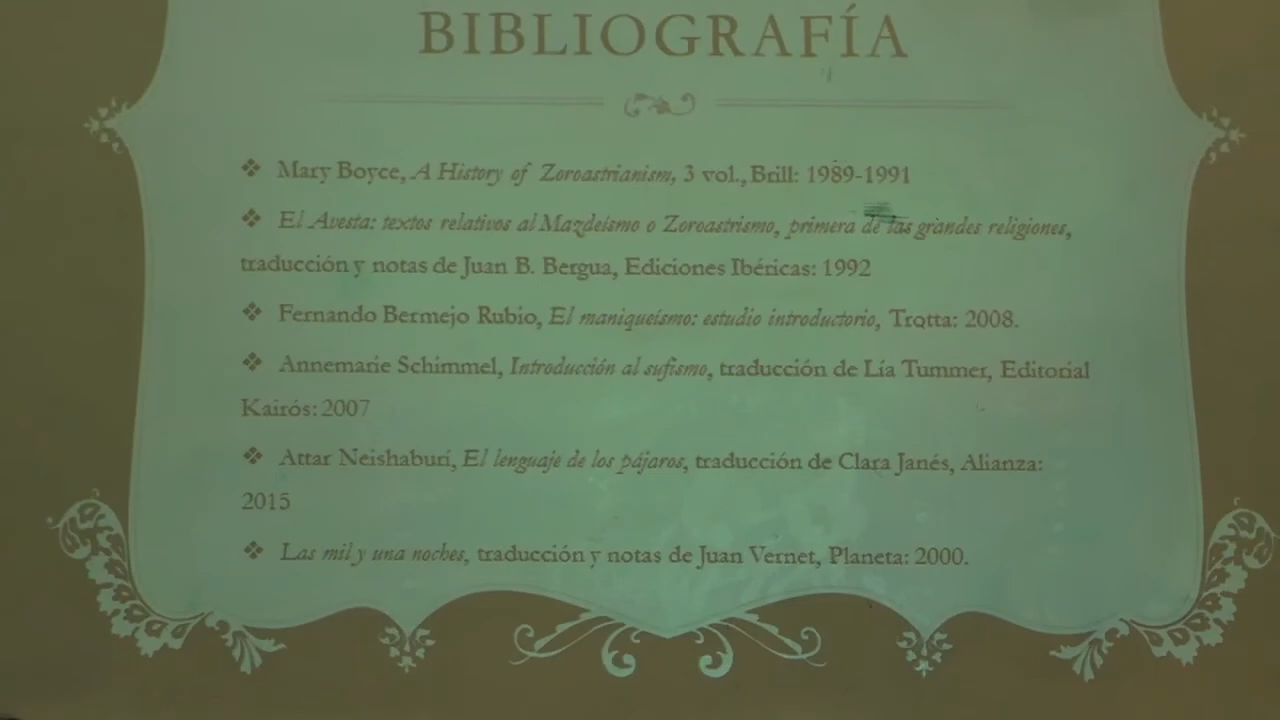 BIBLIOGRAFÍA
❖ Mary Boyce, A History of Zoroastrianism, 3 vol., Brill: 1989-1991
❖ El Avesta: textos relativos al Mazdeísmo o Zoroastrismo, primera de las grandes religiones,
traducción y notas de Juan B. Bergua, Ediciones Ibéricas: 1992
❖ Fernando Bermejo Rubio, El maniqueísmo: estudio introductorio, Trotta: 2008.
❖ Annemarie Schimmel, Introducción al sufismo, traducción de Lía Tummer, Editorial
Kairós: 2007
❖ Attar Neishaburí, El lenguaje de los pájaros, traducción de Clara Janés, Alianza:
2015
❖ Las mil y una noches, traducción y notas de Juan Vernet, Planeta: 2000.